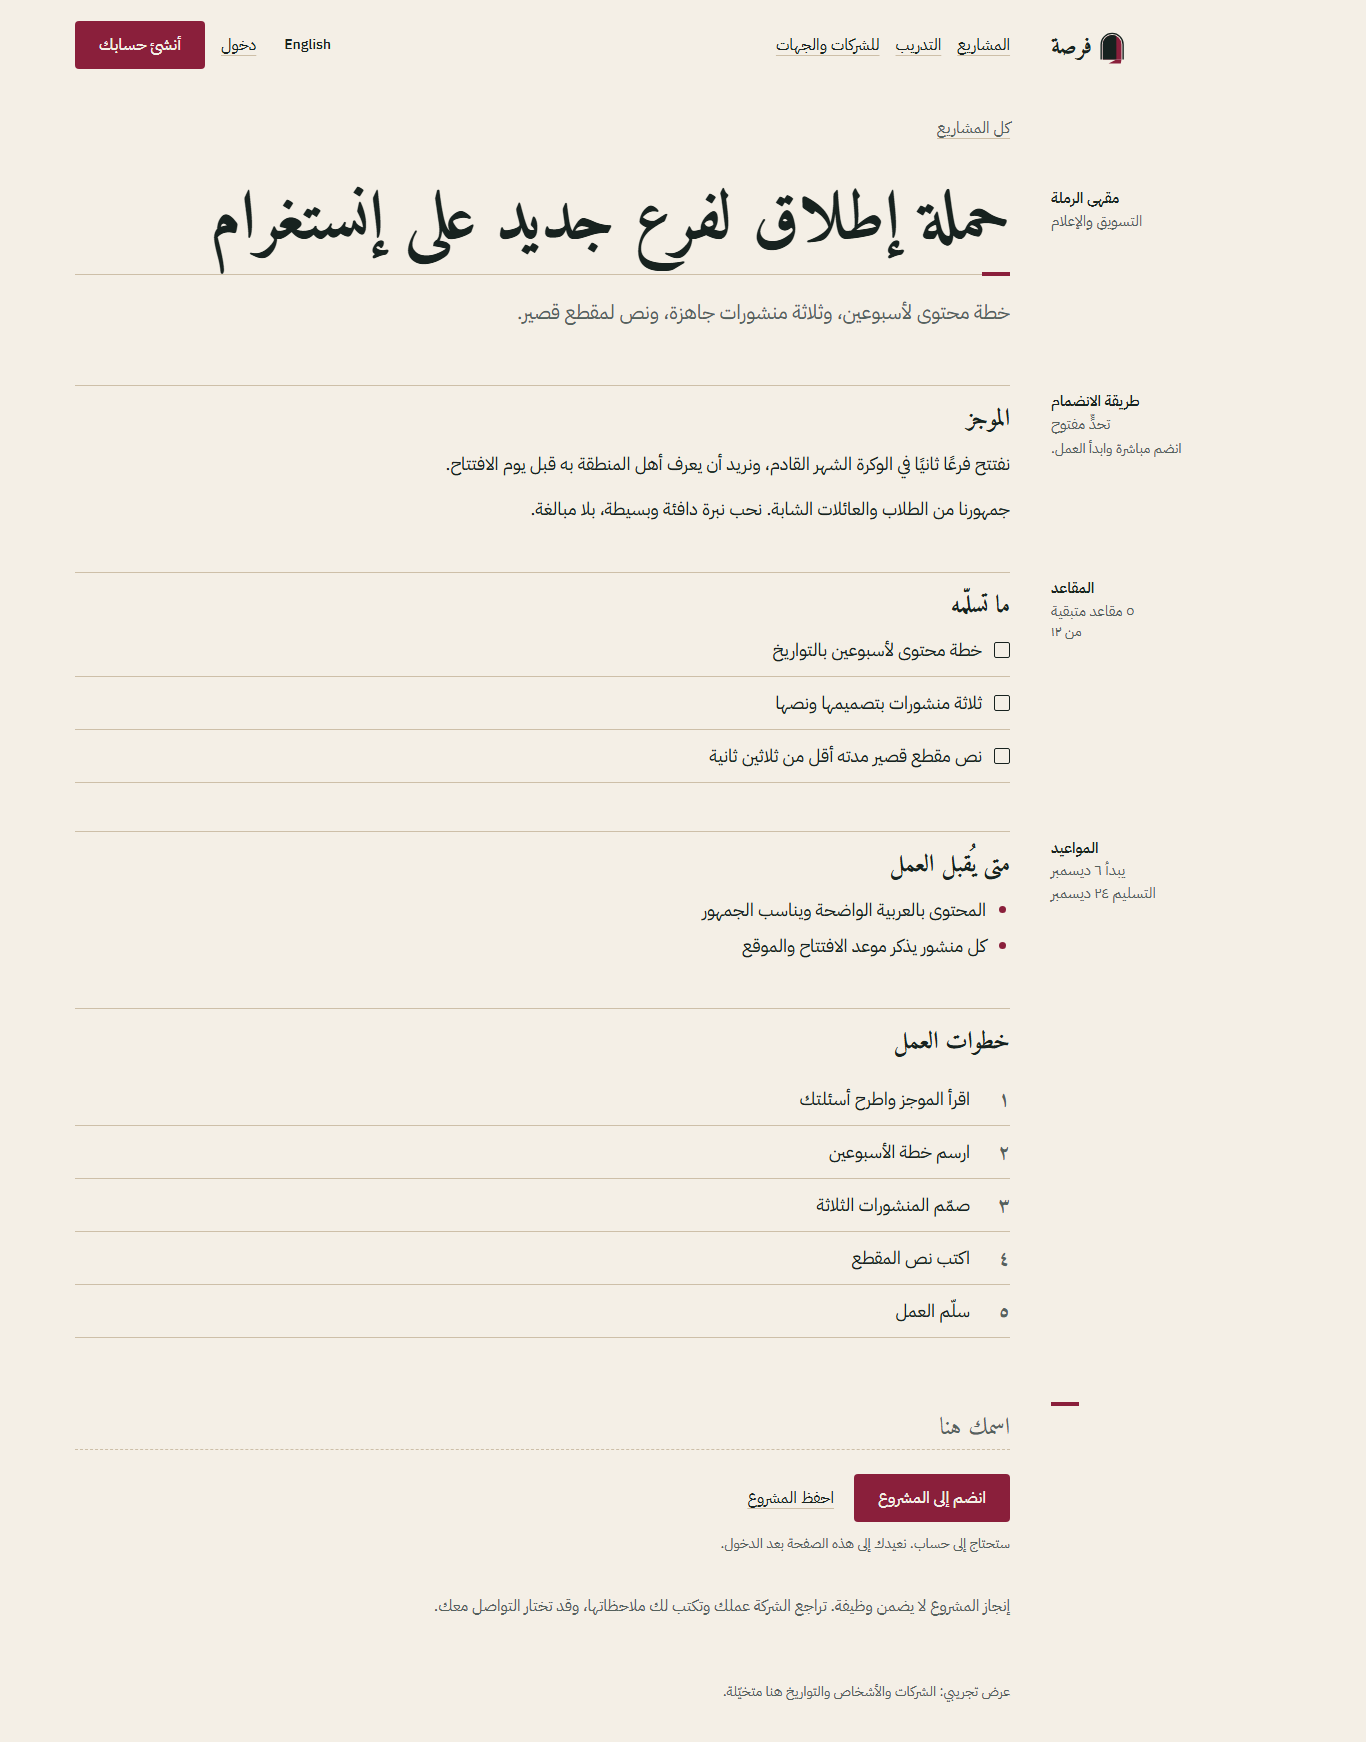 فرصة
المشاريع التدريب للشركات والجهات
English دخول أنشئ حسابك
كل المشاريع
مقهى الرملة
التسويق والإعلام
حملة إطلاق لفرع جديد على إنستغرام
خطة محتوى لأسبوعين، وثلاثة منشورات جاهزة، ونص لمقطع قصير.
طريقة الانضمام
تحدٍّ مفتوح
انضم مباشرة وابدأ العمل.
الموجز
نفتتح فرعًا ثانيًا في الوكرة الشهر القادم، ونريد أن يعرف أهل المنطقة به قبل يوم الافتتاح.
جمهورنا من الطلاب والعائلات الشابة. نحب نبرة دافئة وبسيطة، بلا مبالغة.
المقاعد
٥ مقاعد متبقية
من ١٢
ما تسلّمه
خطة محتوى لأسبوعين بالتواريخ
ثلاثة منشورات بتصميمها ونصها
نص مقطع قصير مدته أقل من ثلاثين ثانية
المواعيد
يبدأ ٦ ديسمبر
التسليم ٢٤ ديسمبر
متى يُقبل العمل
المحتوى بالعربية الواضحة ويناسب الجمهور
كل منشور يذكر موعد الافتتاح والموقع
خطوات العمل
١ اقرأ الموجز واطرح أسئلتك
٢ ارسم خطة الأسبوعين
٣ صمّم المنشورات الثلاثة
٤ اكتب نص المقطع
٥ سلّم العمل
اسمك هنا
انضم إلى المشروع احفظ المشروع
ستحتاج إلى حساب. نعيدك إلى هذه الصفحة بعد الدخول.
إنجاز المشروع لا يضمن وظيفة. تراجع الشركة عملك وتكتب لك ملاحظاتها، وقد تختار التواصل معك.
عرض تجريبي: الشركات والأشخاص والتواريخ هنا متخيّلة.